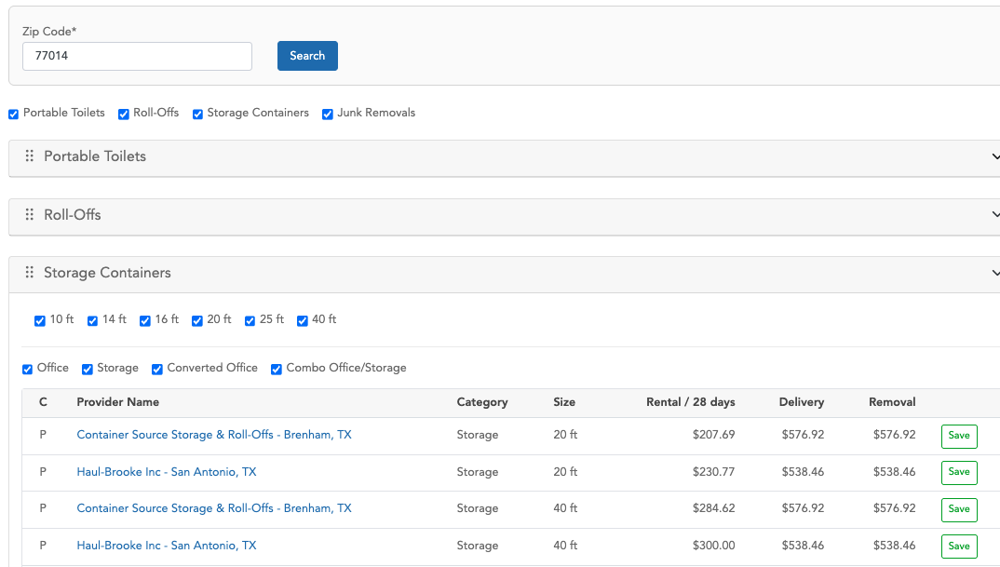 Zip Code*
77014 Search
Portable Toilets Roll-Offs Storage Containers Junk Removals
Portable Toilets
Roll-Offs
Storage Containers
10 ft 14 ft 16 ft 20 ft 25 ft 40 ft
Office Storage Converted Office Combo Office/Storage
C Provider Name Category Size Rental / 28 days Delivery Removal
P Container Source Storage & Roll-Offs - Brenham, TX Storage 20 ft $207.69 $576.92 $576.92 Save
P Haul-Brooke Inc - San Antonio, TX Storage 20 ft $230.77 $538.46 $538.46 Save
P Container Source Storage & Roll-Offs - Brenham, TX Storage 40 ft $284.62 $576.92 $576.92 Save
P Haul-Brooke Inc - San Antonio, TX Storage 40 ft $300.00 $538.46 $538.46 Save